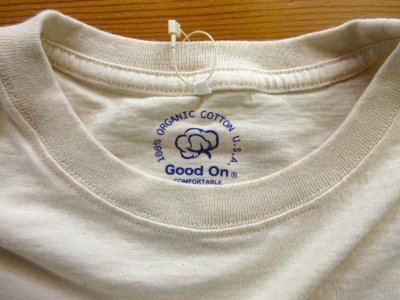 100% ORGANIC COTTON U.S.A.
Good On®
COMFORTABLE